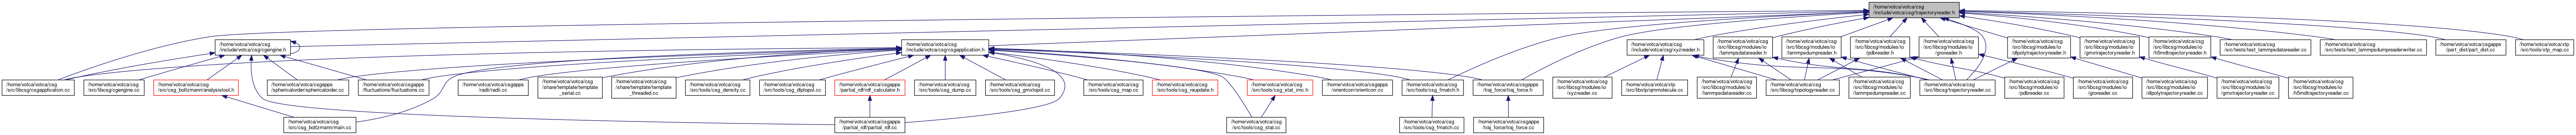 /home/votca/votca/csg
/include/votca/csg/trajectoryreader.h
/home/votca/votca/csg
/include/votca/csg/cgengine.h
/home/votca/votca/csg
/include/votca/csg/csgapplication.h
/home/votca/votca/csg
/include/votca/csg/xyzreader.h
/home/votca/votca/csg
/src/libcsg/modules/io
/lammpsdatareader.h
/home/votca/votca/csg
/src/libcsg/modules/io
/lammpsdumpreader.h
/home/votca/votca/csg
/src/libcsg/modules/io
/pdbreader.h
/home/votca/votca/csg
/src/libcsg/modules/io
/groreader.h
/home/votca/votca/csg
/src/libcsg/modules/io
/dlpolytrajectoryreader.h
/home/votca/votca/csg
/src/libcsg/modules/io
/gmxtrajectoryreader.h
/home/votca/votca/csg
/src/libcsg/modules/io
/h5mdtrajectoryreader.h
/home/votca/votca/csg
/src/tests/test_lammpsdatareader.cc
/home/votca/votca/csg
/src/tests/test_lammpsdumpreaderwriter.cc
/home/votca/votca/csgapps
/part_dist/part_dist.cc
/home/votca/votca/xtp
/src/tools/xtp_map.cc
/home/votca/votca/csg
/src/libcsg/csgapplication.cc
/home/votca/votca/csg
/src/libcsg/cgengine.cc
/home/votca/votca/csg
/src/csg_boltzmann/analysistool.h
/home/votca/votca/csgapps
/sphericalorder/sphericalorder.cc
/home/votca/votca/csgapps
/fluctuations/fluctuations.cc
/home/votca/votca/csgapps
/radii/radii.cc
/home/votca/votca/csg
/share/template/template
_serial.cc
/home/votca/votca/csg
/share/template/template
_threaded.cc
/home/votca/votca/csg
/src/tools/csg_density.cc
/home/votca/votca/csg
/src/tools/csg_dlptopol.cc
/home/votca/votca/csgapps
/partial_rdf/rdf_calculator.h
/home/votca/votca/csg
/src/tools/csg_dump.cc
/home/votca/votca/csg
/src/tools/csg_gmxtopol.cc
/home/votca/votca/csg
/src/tools/csg_map.cc
/home/votca/votca/csg
/src/tools/csg_reupdate.h
/home/votca/votca/csg
/src/tools/csg_stat_imc.h
/home/votca/votca/csgapps
/orientcorr/orientcorr.cc
/home/votca/votca/csg
/src/tools/csg_fmatch.h
/home/votca/votca/csgapps
/traj_force/traj_force.h
/home/votca/votca/csg
/src/libcsg/modules/io
/xyzreader.cc
/home/votca/votca/xtp
/src/libxtp/qmmolecule.cc
/home/votca/votca/csg
/src/libcsg/modules/io
/lammpsdatareader.cc
/home/votca/votca/csg
/src/libcsg/topologyreader.cc
/home/votca/votca/csg
/src/libcsg/modules/io
/lammpsdumpreader.cc
/home/votca/votca/csg
/src/libcsg/trajectoryreader.cc
/home/votca/votca/csg
/src/libcsg/modules/io
/pdbreader.cc
/home/votca/votca/csg
/src/libcsg/modules/io
/groreader.cc
/home/votca/votca/csg
/src/libcsg/modules/io
/dlpolytrajectoryreader.cc
/home/votca/votca/csg
/src/libcsg/modules/io
/gmxtrajectoryreader.cc
/home/votca/votca/csg
/src/libcsg/modules/io
/h5mdtrajectoryreader.cc
/home/votca/votca/csg
/src/csg_boltzmann/main.cc
/home/votca/votca/csgapps
/partial_rdf/partial_rdf.cc
/home/votca/votca/csg
/src/tools/csg_stat.cc
/home/votca/votca/csg
/src/tools/csg_fmatch.cc
/home/votca/votca/csgapps
/traj_force/traj_force.cc